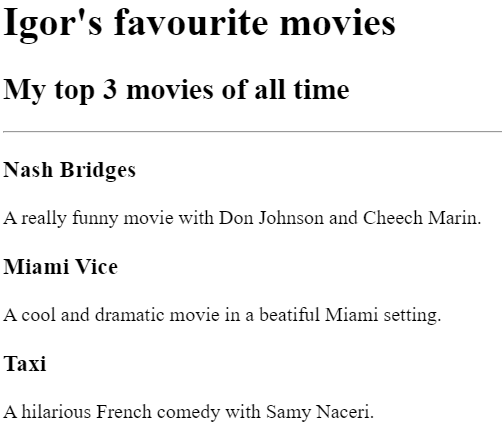 Igor's favourite movies
My top 3 movies of all time
Nash Bridges
A really funny movie with Don Johnson and Cheech Marin.
Miami Vice
A cool and dramatic movie in a beatiful Miami setting.
Taxi
A hilarious French comedy with Samy Naceri.